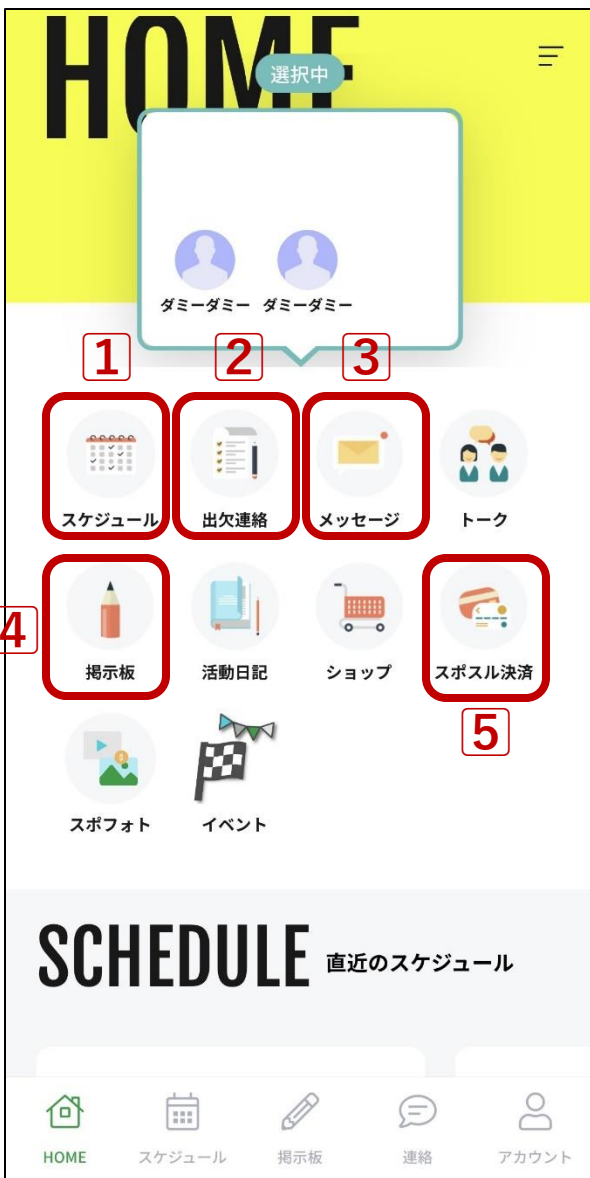 HOME
選択中
ダミーダミー ダミーダミー
1 2 3
スケジュール 出欠連絡 メッセージ トーク
4
掲示板 活動日記 ショップ スポスル決済
5
スポフォト イベント
SCHEDULE 直近のスケジュール
HOME スケジュール 掲示板 連絡 アカウント